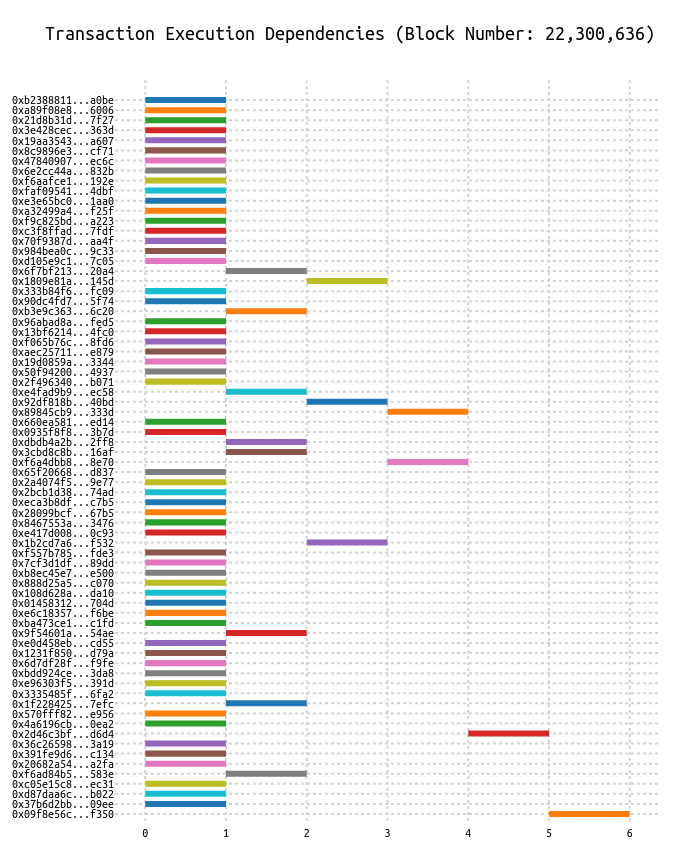 Transaction Execution Dependencies (Block Number: 22,300,636)
0xb2388811...a0be
0xa89f08e8...6006
0x21d8b31d...7f27
0x3e428cec...363d
0x19aa3543...a607
0x8c9896e3...cf71
0x47840907...ec6c
0x6e2cc44a...832b
0xf6aafce1...192e
0xfaf09541...4dbf
0xe3e65bc0...1aa0
0xa32499a4...f25f
0xf9c825bd...a223
0xc3f8ffad...7fdf
0x70f9387d...aa4f
0x984bea0c...9c33
0xd105e9c1...7c05
0x6f7bf213...20a4
0x1809e81a...145d
0x333b84f6...fc09
0x90dc4fd7...5f74
0xb3e9c363...6c20
0x96abad8a...fed5
0x13bf6214...4fc0
0xf065b76c...8fd6
0xaec25711...e879
0x19d0859a...3344
0x50f94200...4937
0x2f496340...b071
0xe4fad9b9...ec58
0x92df818b...40bd
0x89845cb9...333d
0x660ea581...ed14
0x0935f8f8...3b7d
0xdbdb4a2b...2ff8
0x3cbd8c8b...16af
0xf6a4dbb8...8e70
0x65f20668...d837
0x2a4074f5...9e77
0x2bcb1d38...74ad
0xeca3b8df...c7b5
0x28099bcf...67b5
0x8467553a...3476
0xe417d008...0c93
0x1b2cd7a6...f532
0xf557b785...fde3
0x7cf3d1df...89dd
0xb8ec45e7...e500
0x888d25a5...c070
0x108d628a...da10
0x01458312...704d
0xe6c18357...f6be
0xba473ce1...c1fd
0x9f54601a...54ae
0xe0d458eb...cd55
0x1231f850...d79a
0x6d7df28f...f9fe
0xbdd924ce...3da8
0xe96303f5...391d
0x3335485f...6fa2
0x1f228425...7efc
0x570fff82...e956
0x4a6196cb...0ea2
0x2d46c3bf...d6d4
0x36c26598...3a19
0x391fe9d6...c134
0x20682a54...a2fa
0xf6ad84b5...583e
0xc05e15c8...ec31
0xd87daa6c...b022
0x37b6d2bb...09ee
0x09f8e56c...f350
0 1 2 3 4 5 6